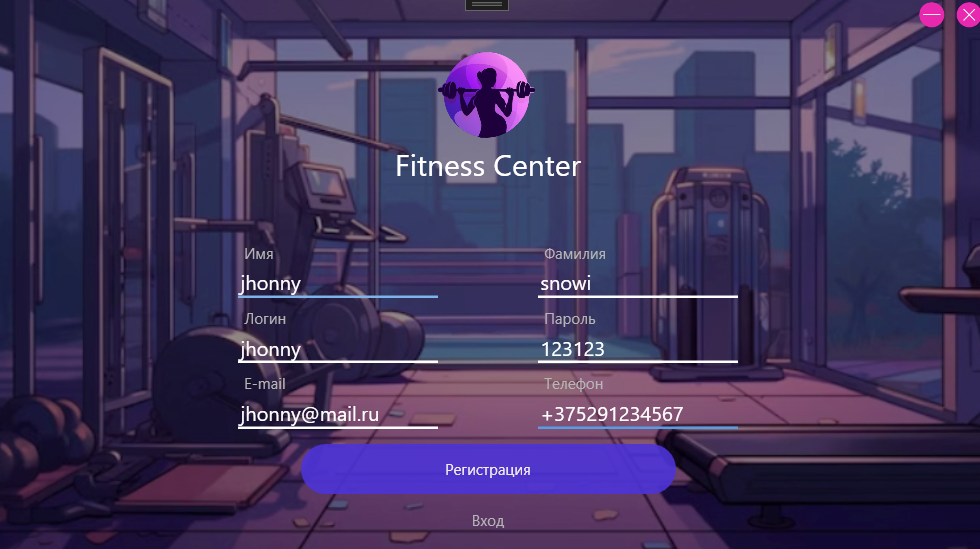 Fitness Center
Имя
Фамилия
jhonny
snowi
Логин
Пароль
jhonny
123123
E-mail
Телефон
jhonny@mail.ru
+375291234567
Регистрация
Вход